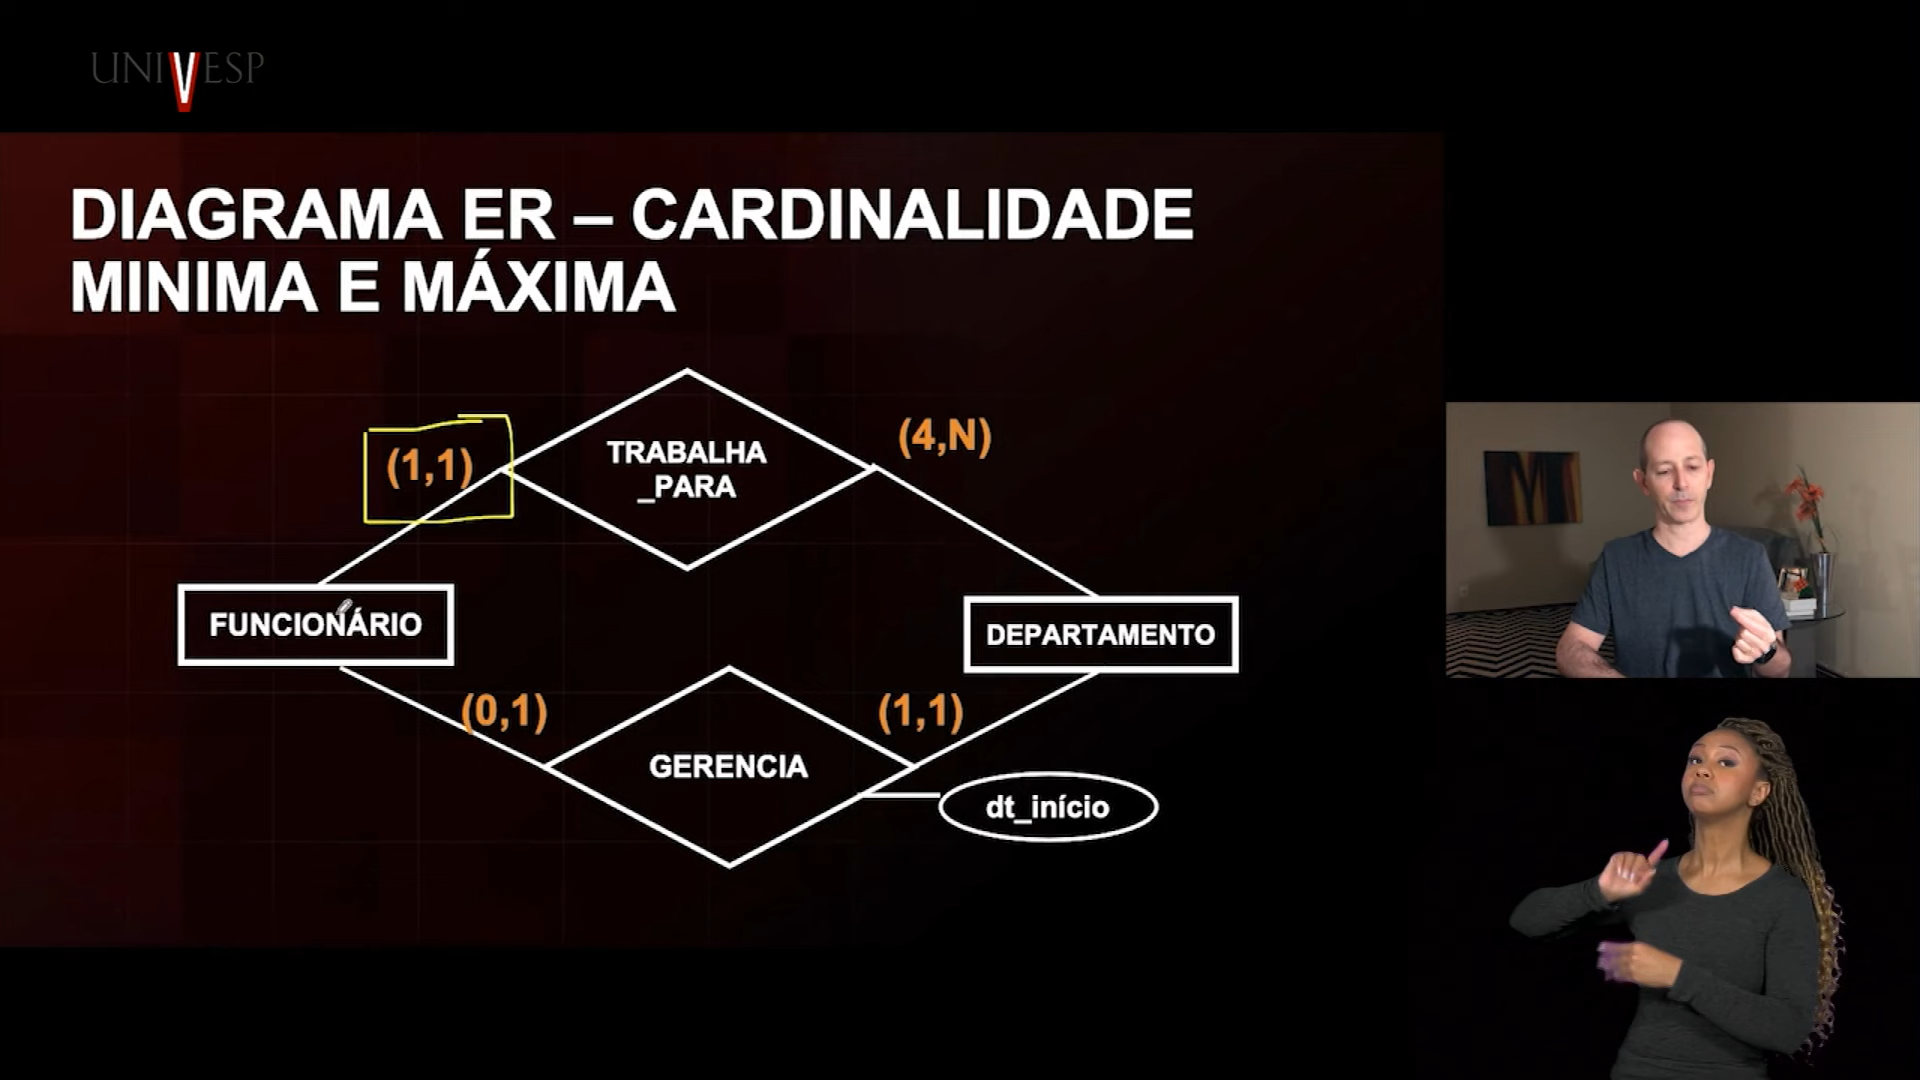 UNIVESP
DIAGRAMA ER – CARDINALIDADE
MINIMA E MÁXIMA
(1,1)
TRABALHA
_PARA
(4,N)
FUNCIONÁRIO
DEPARTAMENTO
(0,1)
(1,1)
GERENCIA
dt_início